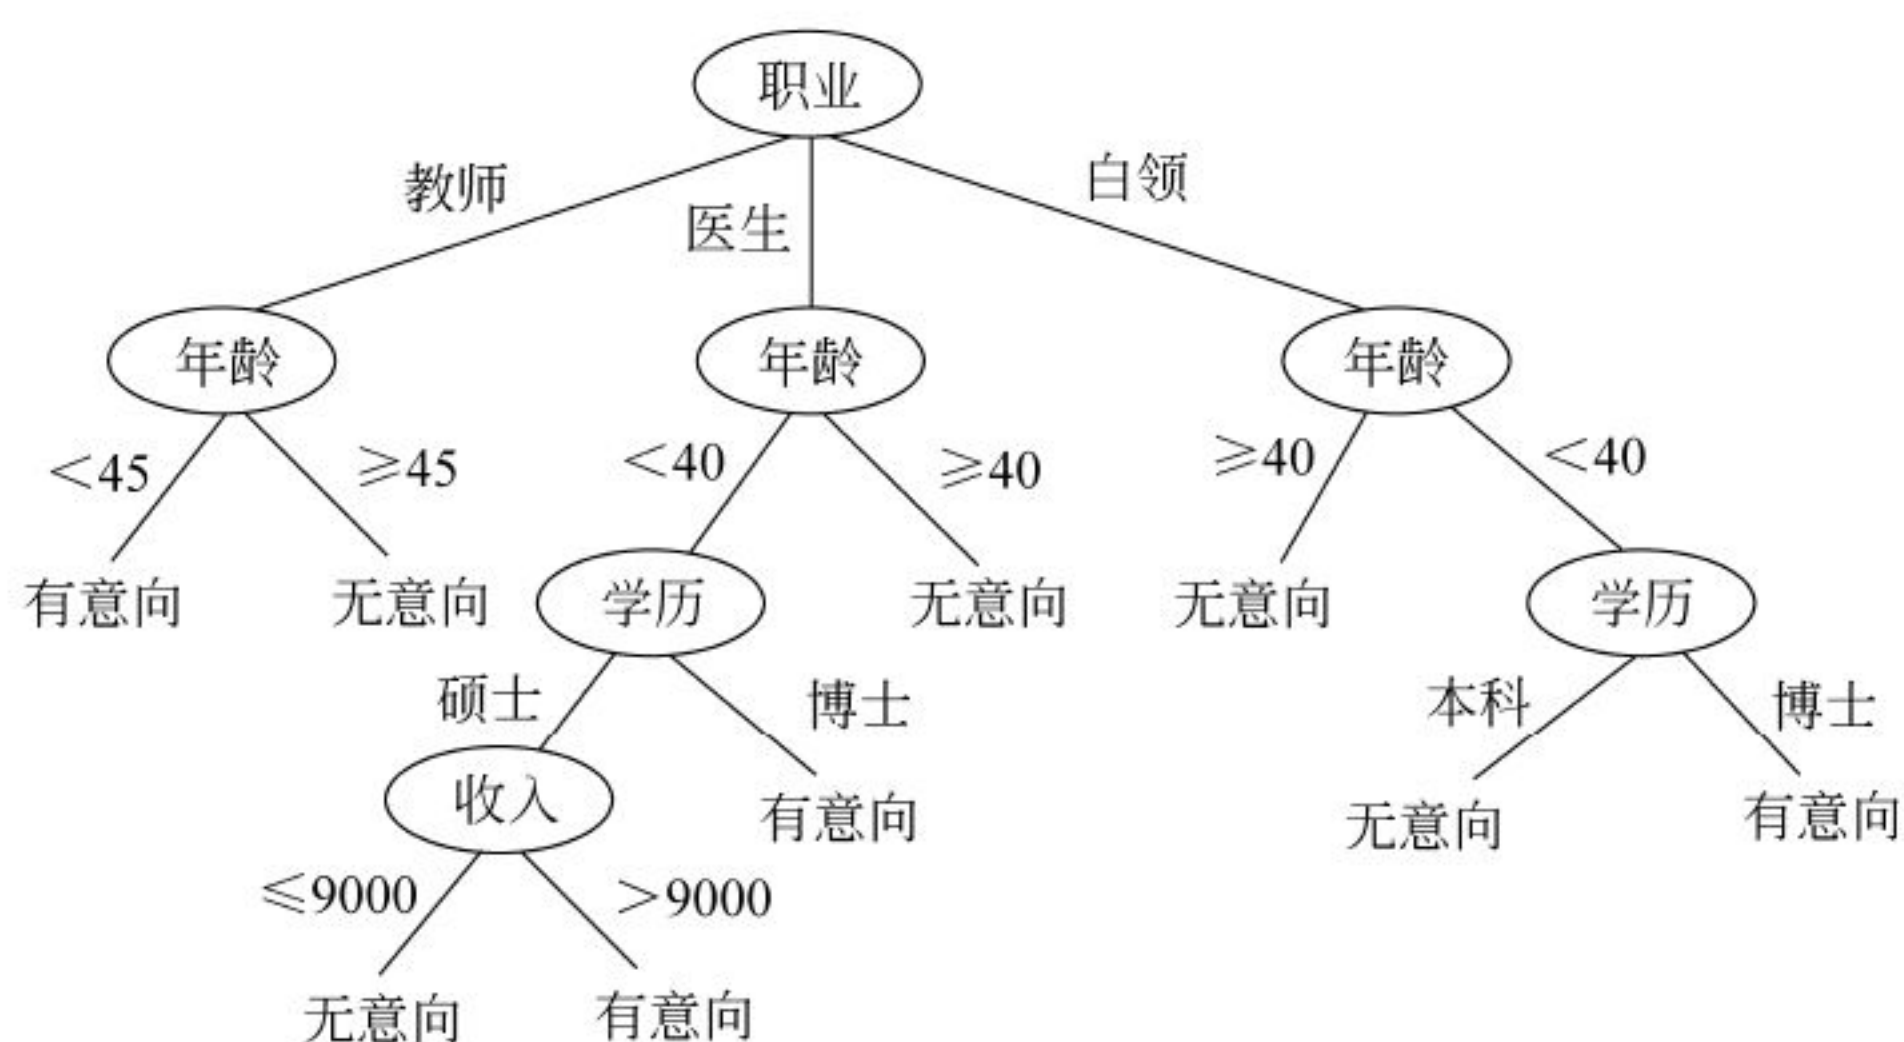 职业
教师
医生
白领
年龄
年龄
年龄
<45
≥45
<40
≥40
≥40
<40
有意向
无意向
学历
无意向
无意向
学历
硕士
博士
本科
博士
收入
有意向
无意向
有意向
≤9000
>9000
无意向
有意向